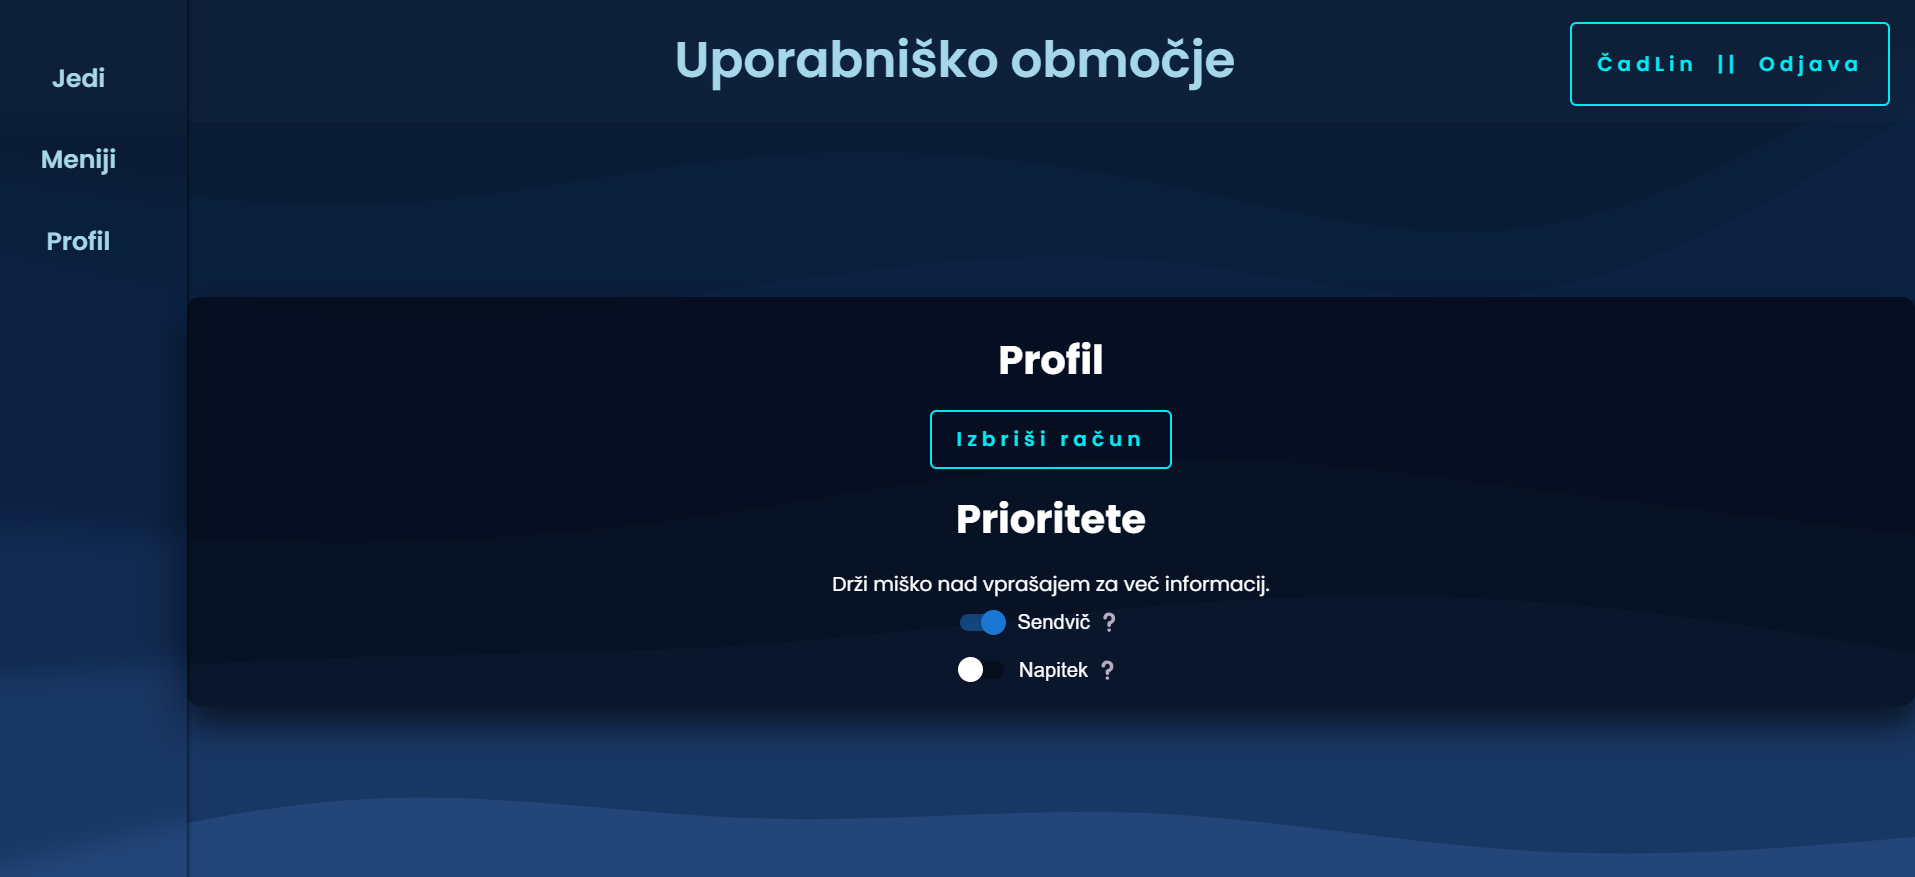 Uporabniško območje
ČadLin || Odjava
Jedi
Meniji
Profil
Profil
Izbriši račun
Prioritete
Drži miško nad vprašajem za več informacij.
Sendvič ?
Napitek ?